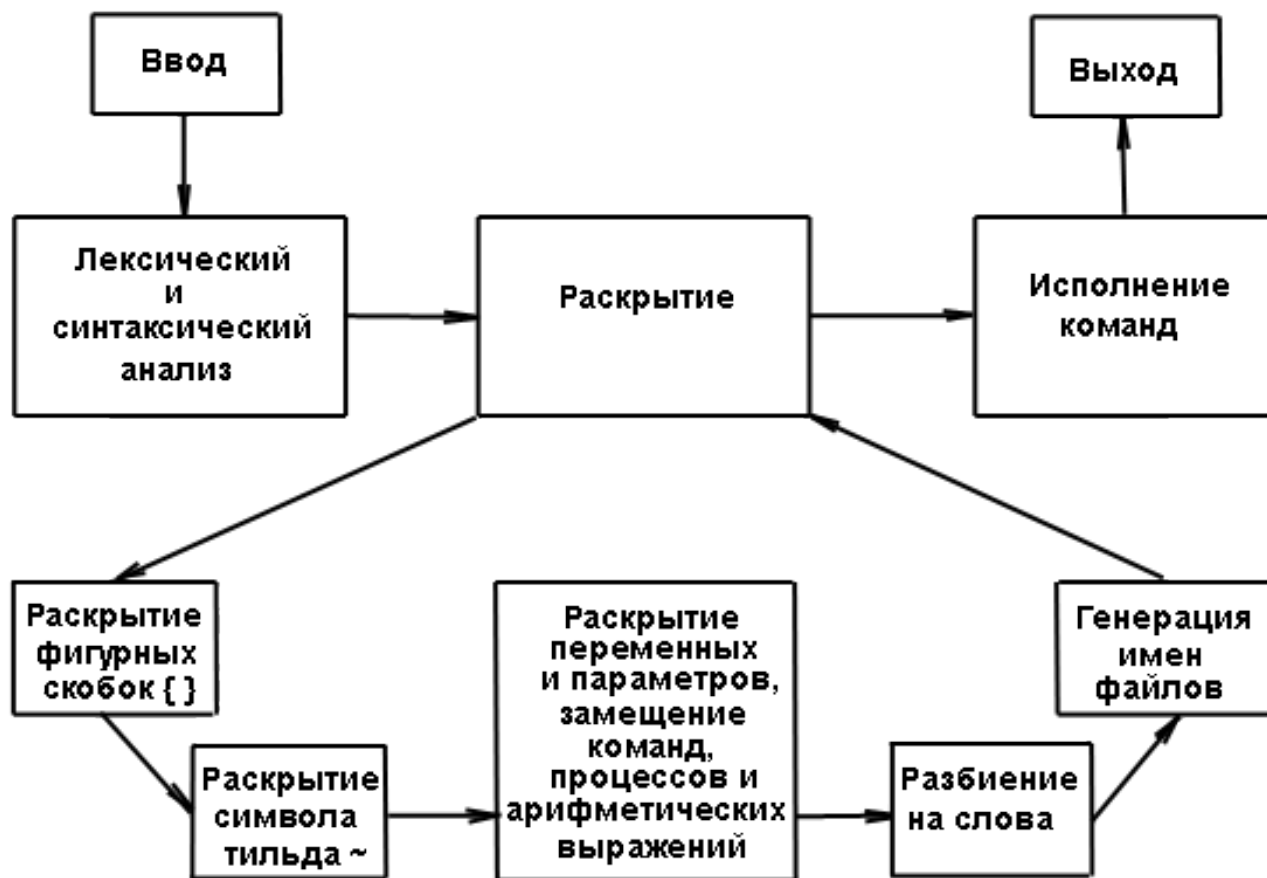 Ввод
Выход
Лексический
и
синтаксический
анализ
Раскрытие
Исполнение
команд
Раскрытие
фигурных
скобок { }
Раскрытие
символа
тильда ~
Раскрытие
переменных
и параметров,
замещение
команд,
процессов и
арифметических
выражений
Разбиение
на слова
Генерация
имен
файлов